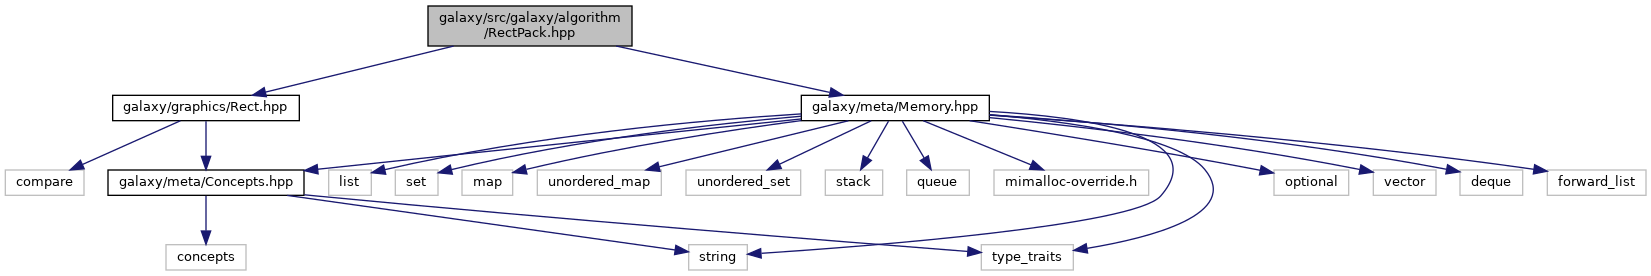 galaxy/src/galaxy/algorithm
/RectPack.hpp
galaxy/graphics/Rect.hpp
galaxy/meta/Memory.hpp
compare
galaxy/meta/Concepts.hpp
list
set
map
unordered_map
unordered_set
stack
queue
mimalloc-override.h
optional
vector
deque
forward_list
concepts
string
type_traits